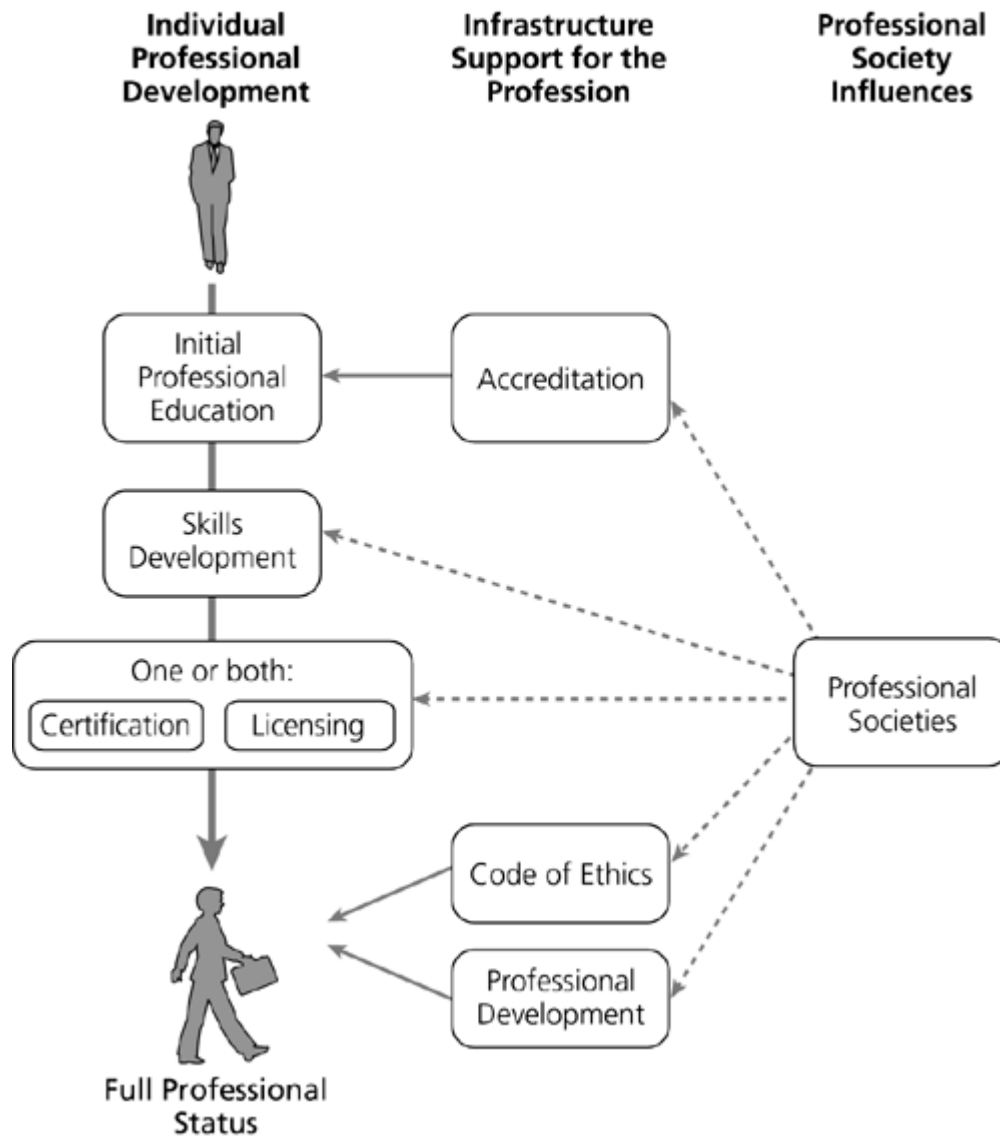 Individual
Professional
Development
Infrastructure
Support for the
Profession
Professional
Society
Influences
Initial
Professional
Education
Accreditation
Skills
Development
One or both:
Certification
Licensing
Professional
Societies
Code of Ethics
Professional
Development
Full Professional
Status